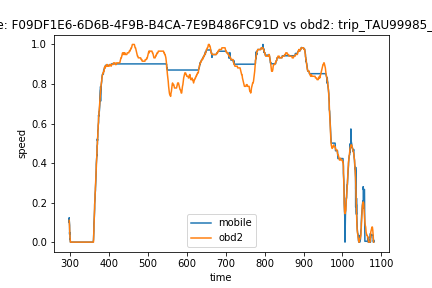 e: F09DF1E6-6D6B-4F9B-B4CA-7E9B486FC91D vs obd2: trip_TAU99985_
1.0
0.8
0.6
0.4
0.2
0.0
speed
mobile
obd2
300 400 500 600 700 800 900 1000 1100
time